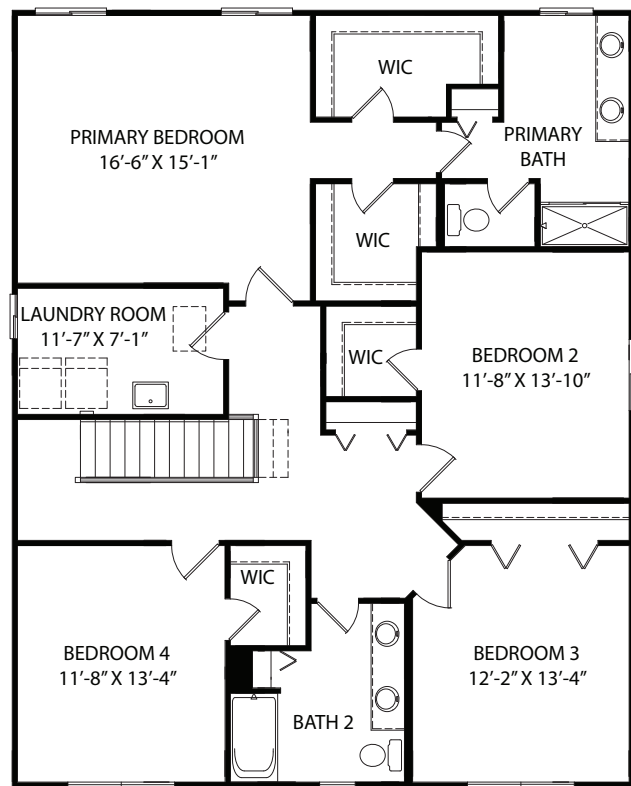 WIC
PRIMARY BEDROOM
16’-6” X 15’-1”
PRIMARY
BATH
WIC
LAUNDRY ROOM
11’-7” X 7’-1”
WIC
BEDROOM 2
11’-8” X 13’-10”
WIC
BEDROOM 4
11’-8” X 13’-4”
BEDROOM 3
12’-2” X 13’-4”
BATH 2